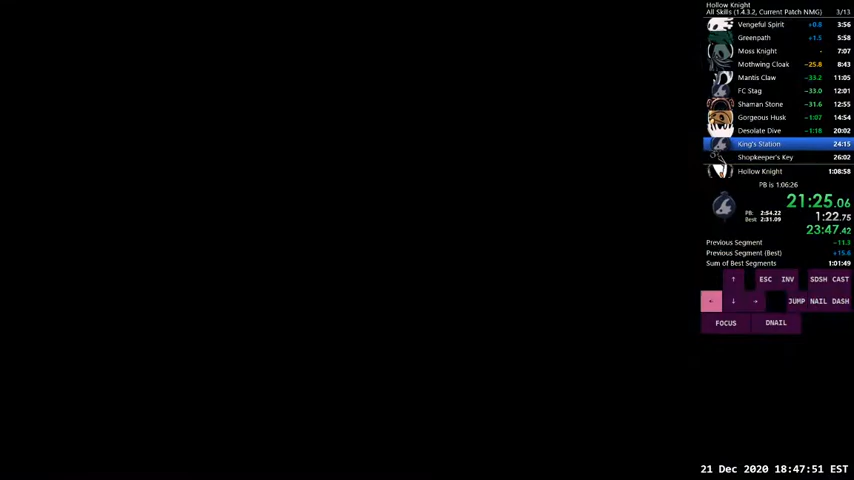 Hollow Knight
All Skills (1.4.3.2, Current Patch NMG) 3/13
Vengeful Spirit +0.8 3:56
Greenpath +1.5 5:58
Moss Knight - 7:07
Mothwing Cloak −25.8 8:43
Mantis Claw −33.2 11:05
FC Stag −33.0 12:01
Shaman Stone −31.6 12:55
Gorgeous Husk −1:07 14:54
Desolate Dive −1:18 20:02
King's Station 24:15
Shopkeeper's Key 26:02
Hollow Knight 1:08:58
PB is 1:06:26
21:25.06
PB: 2:54.22 1:22.75
Best 2:31.09
23:47.42
Previous Segment −11.3
Previous Segment (Best) +15.6
Sum of Best Segments 1:01:49
↑ ESC INV SDSH CAST
← ↓ → JUMP NAIL DASH
FOCUS DNAIL
21 Dec 2020 18:47:51 EST